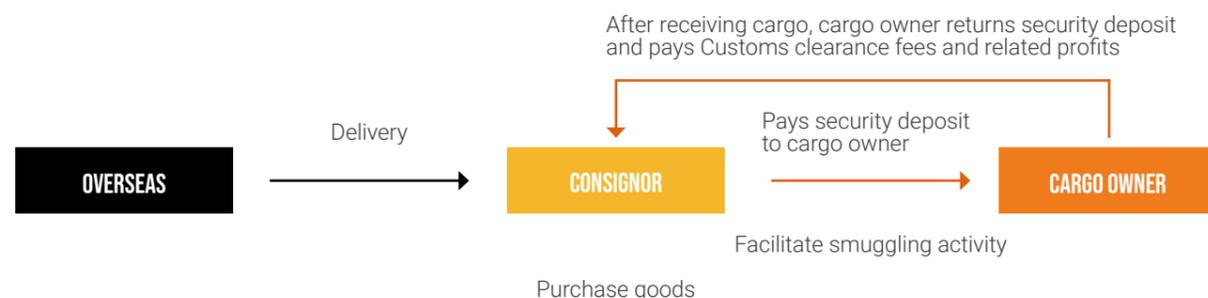 After receiving cargo, cargo owner returns security deposit
and pays Customs clearance fees and related profits
Delivery
Pays security deposit
to cargo owner
OVERSEAS
CONSIGNOR
CARGO OWNER
Facilitate smuggling activity
Purchase goods